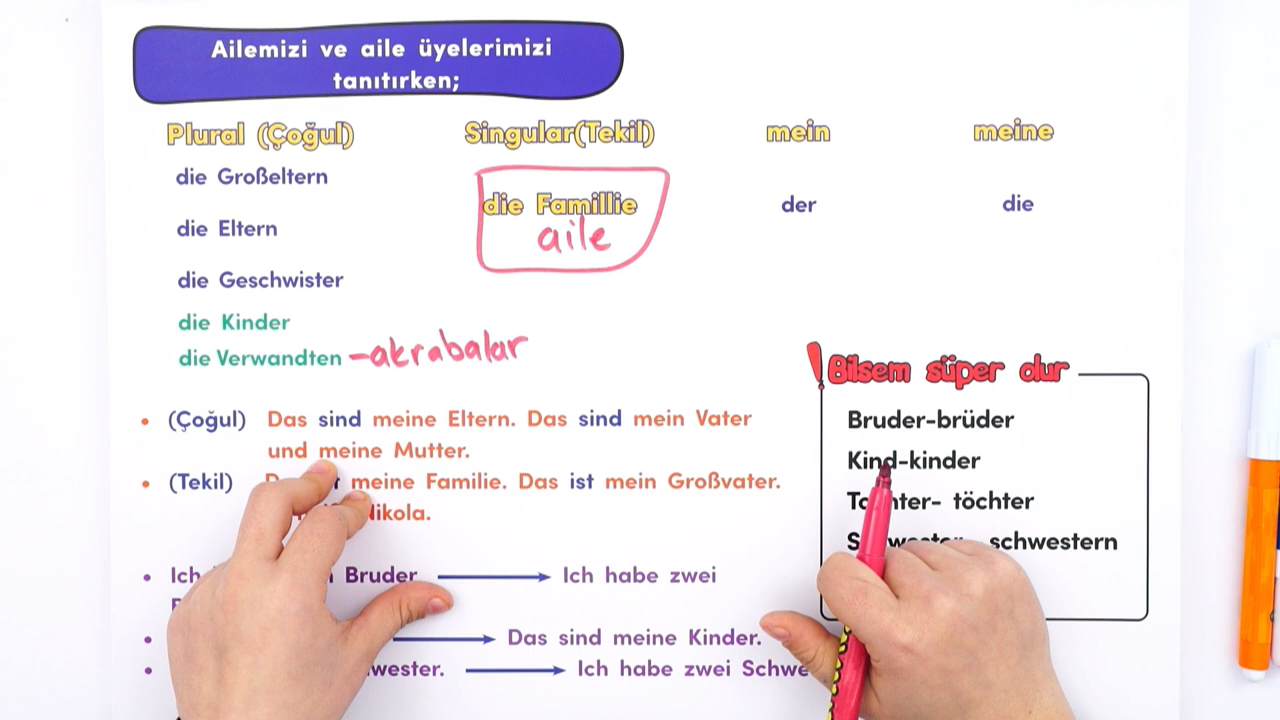 Ailemizi ve aile üyelerimizi
tanıtırken;
Plural (Çoğul)
die Großeltern
die Eltern
die Geschwister
die Kinder
die Verwandten -akrabalar
Singular(Tekil)
die Famillie
aile
mein
der
meine
die
• (Çoğul) Das sind meine Eltern. Das sind mein Vater
und meine Mutter.
• (Tekil) meine Familie. Das ist mein Großvater.
Nikola.
• Ich Bruder Ich habe zwei
• Das sind meine Kinder.
• Ich habe zwei
! Bilsem süper dur
Bruder-brüder
Kind-kinder
Tochter- töchter
schwestern